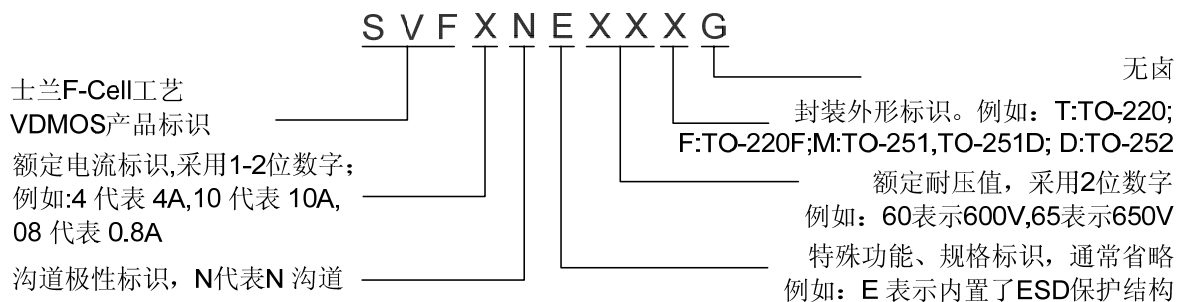 SVFXNEXXXG
士兰F-Cell工艺
VDMOS产品标识
额定电流标识,采用1-2位数字；
例如:4 代表 4A,10 代表 10A,
08 代表 0.8A
沟道极性标识，N代表N 沟道
无卤
封装外形标识。例如：T:TO-220;
F:TO-220F;M:TO-251,TO-251D; D:TO-252
额定耐压值，采用2位数字
例如：60表示600V,65表示650V
特殊功能、规格标识，通常省略
例如：E 表示内置了ESD保护结构